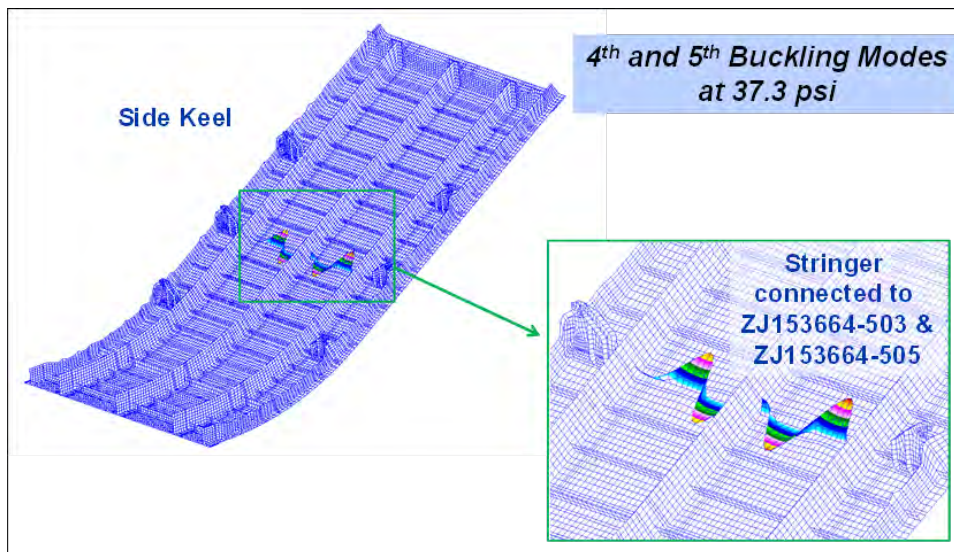 4th and 5th Buckling Modes
at 37.3 psi
Side Keel
Stringer
connected to
ZJ153664-503 &
ZJ153664-505